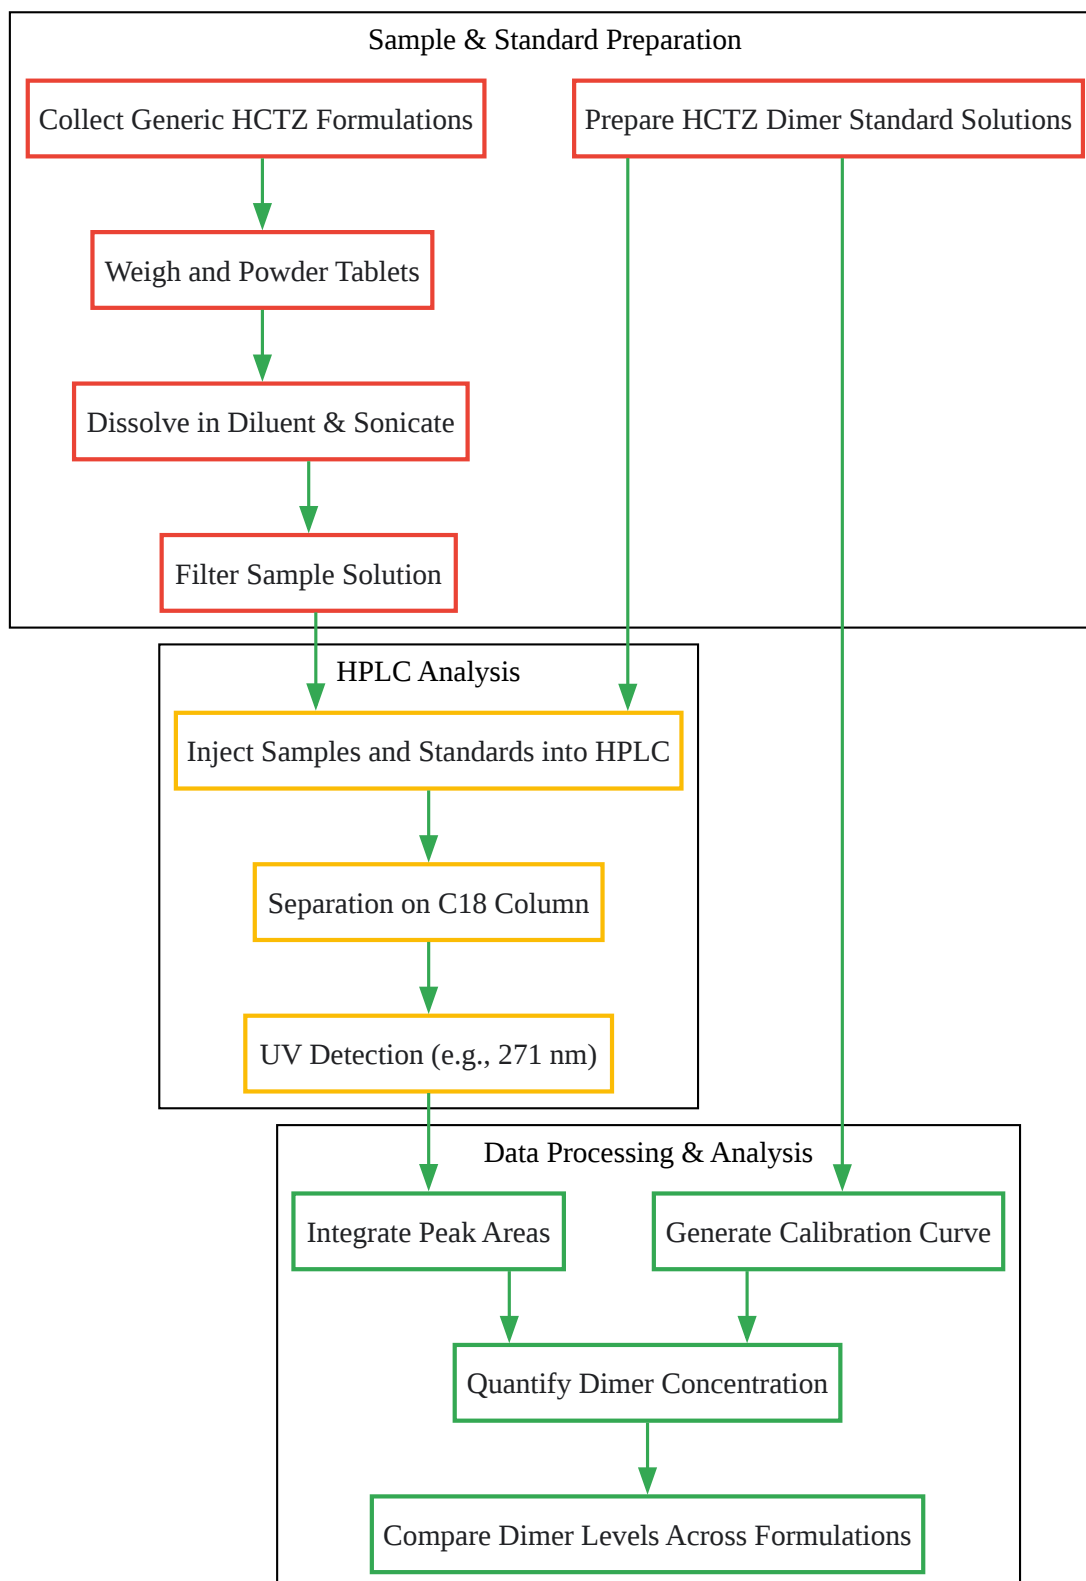 Sample & Standard Preparation
Collect Generic HCTZ Formulations
Prepare HCTZ Dimer Standard Solutions
Weigh and Powder Tablets
Dissolve in Diluent & Sonicate
Filter Sample Solution
HPLC Analysis
Inject Samples and Standards into HPLC
Separation on C18 Column
UV Detection (e.g., 271 nm)
Data Processing & Analysis
Integrate Peak Areas
Generate Calibration Curve
Quantify Dimer Concentration
Compare Dimer Levels Across Formulations